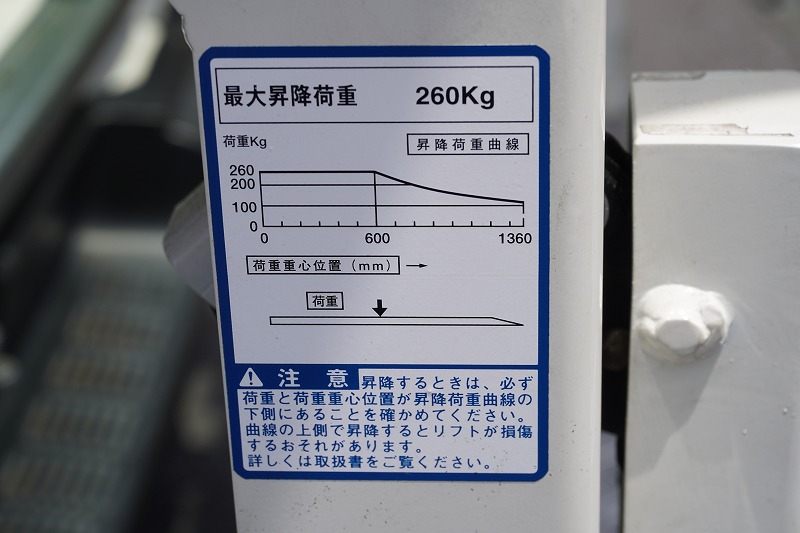 最大昇降荷重 260Kg
荷重Kg
昇降荷重曲線
260
200
100
0
0 600 1360
荷重重心位置（mm）→
荷重
注意 昇降するときは、必ず
荷重と荷重重心位置が昇降荷重曲線の
下側にあることを確かめてください。
曲線の上側で昇降するとリフトが損傷
するおそれがあります。
詳しくは取扱書をご覧ください。